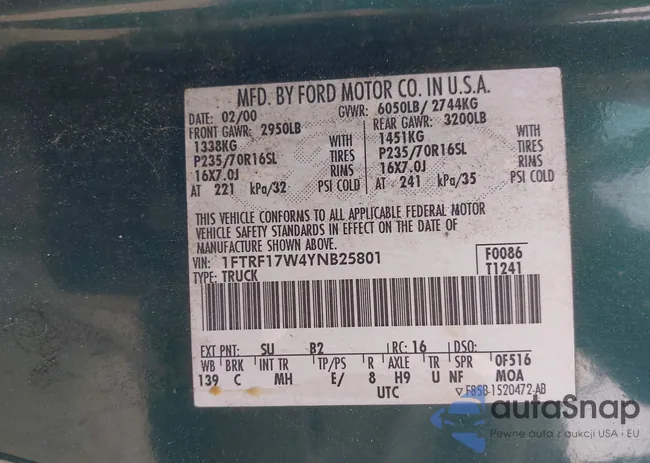 MFD. BY FORD MOTOR CO. IN U.S.A.
DATE: 02/00 GVWR: 6050LB/ 2744KG
FRONT GAWR: 2950LB REAR GAWR: 3200LB
1338KG WITH 1451KG WITH
P235/70R16SL TIRES P235/70R16SL TIRES
16X7.0J RIMS 16X7.0J RIMS
AT 221 kPa/32 PSI COLD AT 241 kPa/35 PSI COLD
THIS VEHICLE CONFORMS TO ALL APPLICABLE FEDERAL MOTOR
VEHICLE SAFETY STANDARDS IN EFFECT ON THE DATE OF
MANUFACTURE SHOWN ABOVE.
VIN: 1FTRF17W4YNB25801 F0086
TYPE: TRUCK T1241
EXT PNT: SU B2 RC: 16 DSO:
WB BRK INT TR TP/PS R AXLE TR SPR 0F516
139 C MH E/ 8 H9 U NF MOA
UTC ▽ F85B-1520472-AB
autaSnap
Pewne auta z aukcji USA i EU